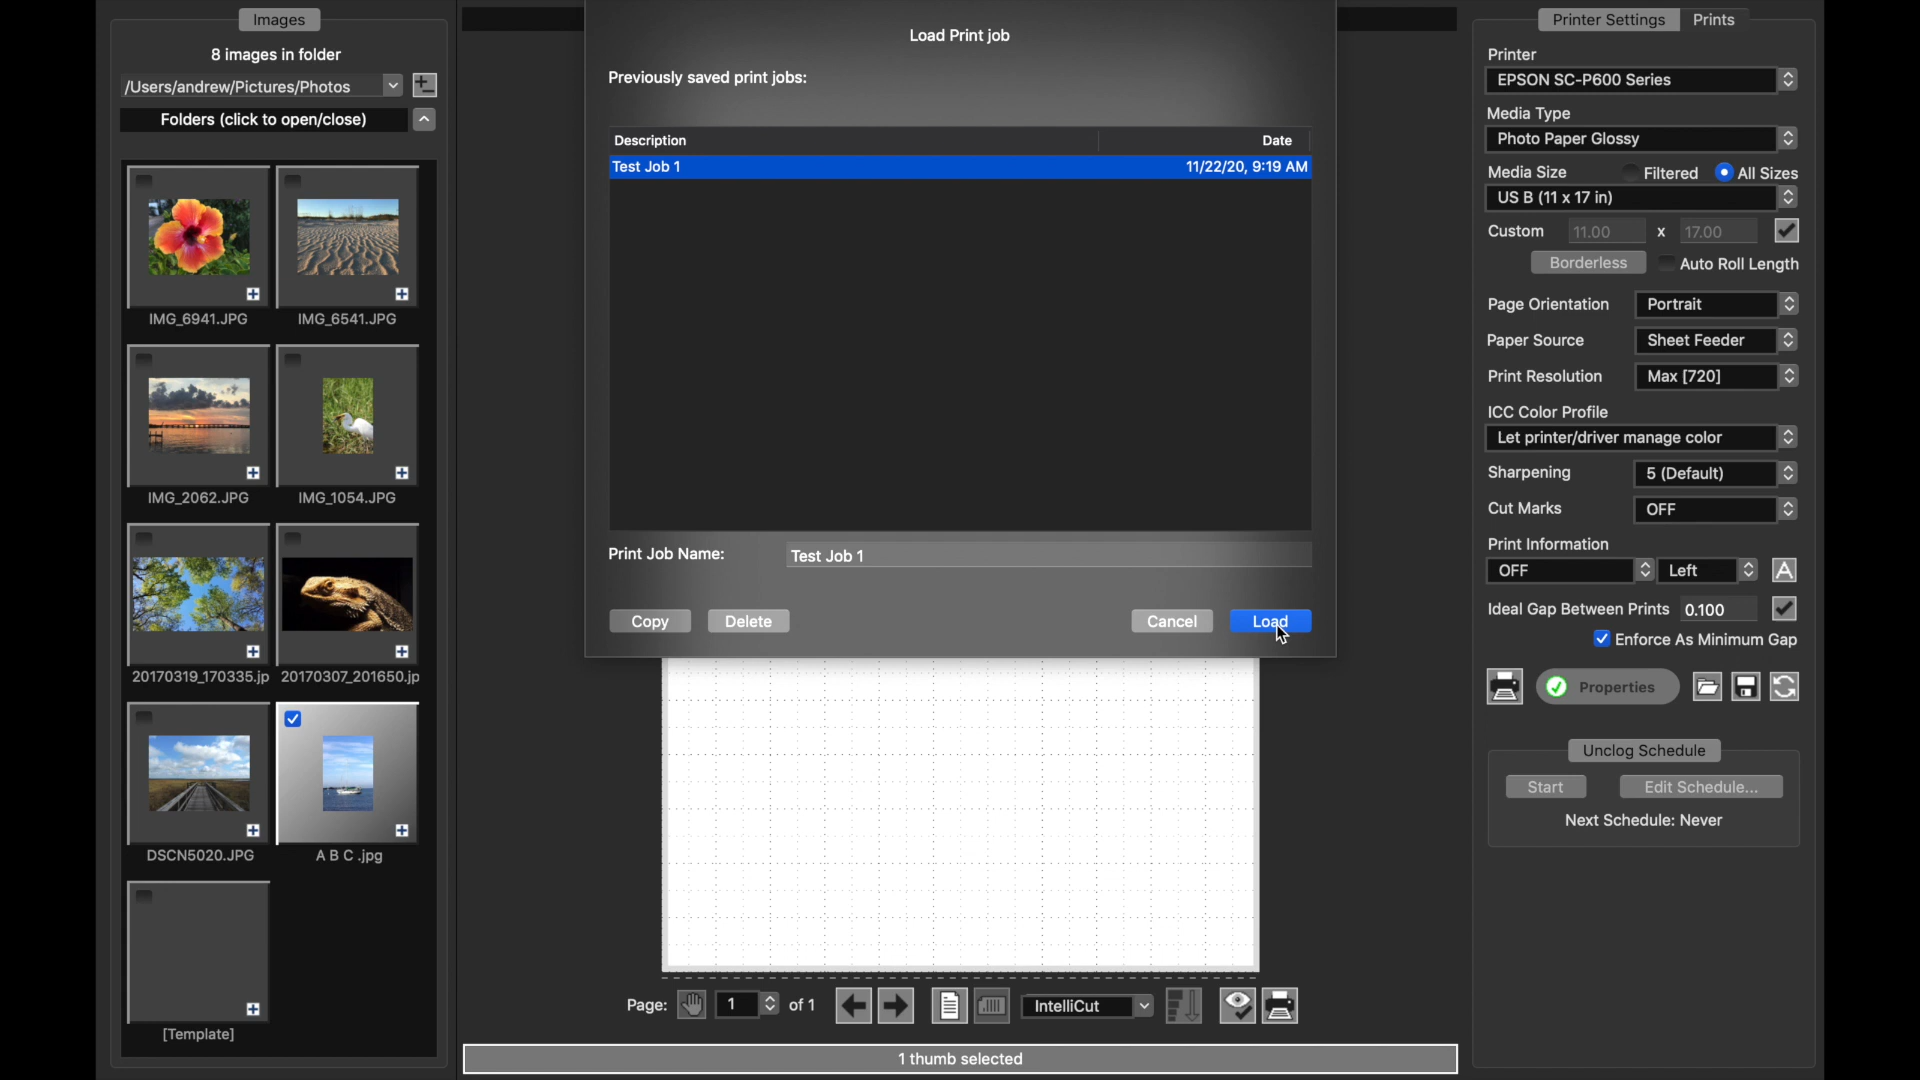 Images
8 images in folder
/Users/andrew/Pictures/Photos
Folders (click to open/close)
IMG_6941.JPG
IMG_6541.JPG
IMG_2062.JPG
IMG_1054.JPG
20170319_170335.jp
20170307_201650.jp
DSCN5020.JPG
A B C .jpg
[Template]
Load Print job
Previously saved print jobs:
Description Date
Test Job 1 11/22/20, 9:19 AM
Print Job Name: Test Job 1
Copy Delete Cancel Load
Page: 1 of 1 IntelliCut
1 thumb selected
Printer Settings Prints
Printer
EPSON SC-P600 Series
Media Type
Photo Paper Glossy
Media Size Filtered All Sizes
US B (11 x 17 in)
Custom 11.00 x 17.00
Borderless Auto Roll Length
Page Orientation Portrait
Paper Source Sheet Feeder
Print Resolution Max [720]
ICC Color Profile
Let printer/driver manage color
Sharpening 5 (Default)
Cut Marks OFF
Print Information
OFF Left A
Ideal Gap Between Prints 0.100
Enforce As Minimum Gap
Properties
Unclog Schedule
Start Edit Schedule...
Next Schedule: Never